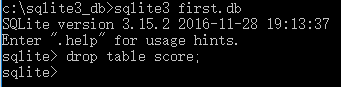 c:\sqlite3_db>sqlite3 first.db
SQLite version 3.15.2 2016-11-28 19:13:37
Enter ".help" for usage hints.
sqlite> drop table score;
sqlite>